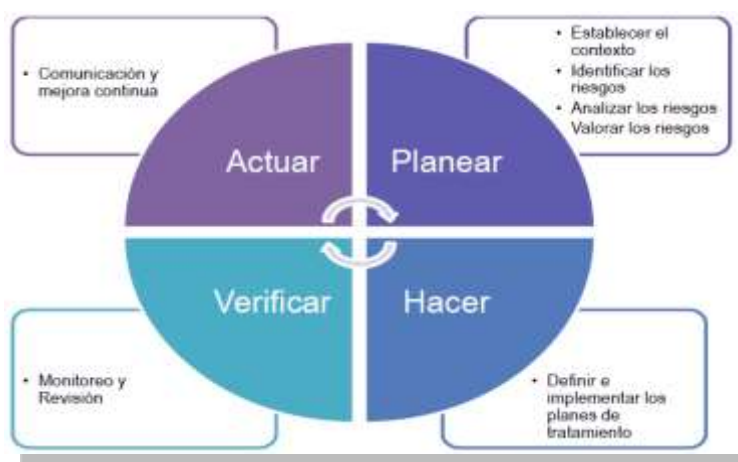 • Comunicación y
mejora continua
• Establecer el
contexto
• Identificar los
riesgos
• Analizar los riesgos
Valorar los riesgos
Actuar
Planear
Verificar
Hacer
• Monitoreo y
Revisión
• Definir e
implementar los
planes de
tratamiento